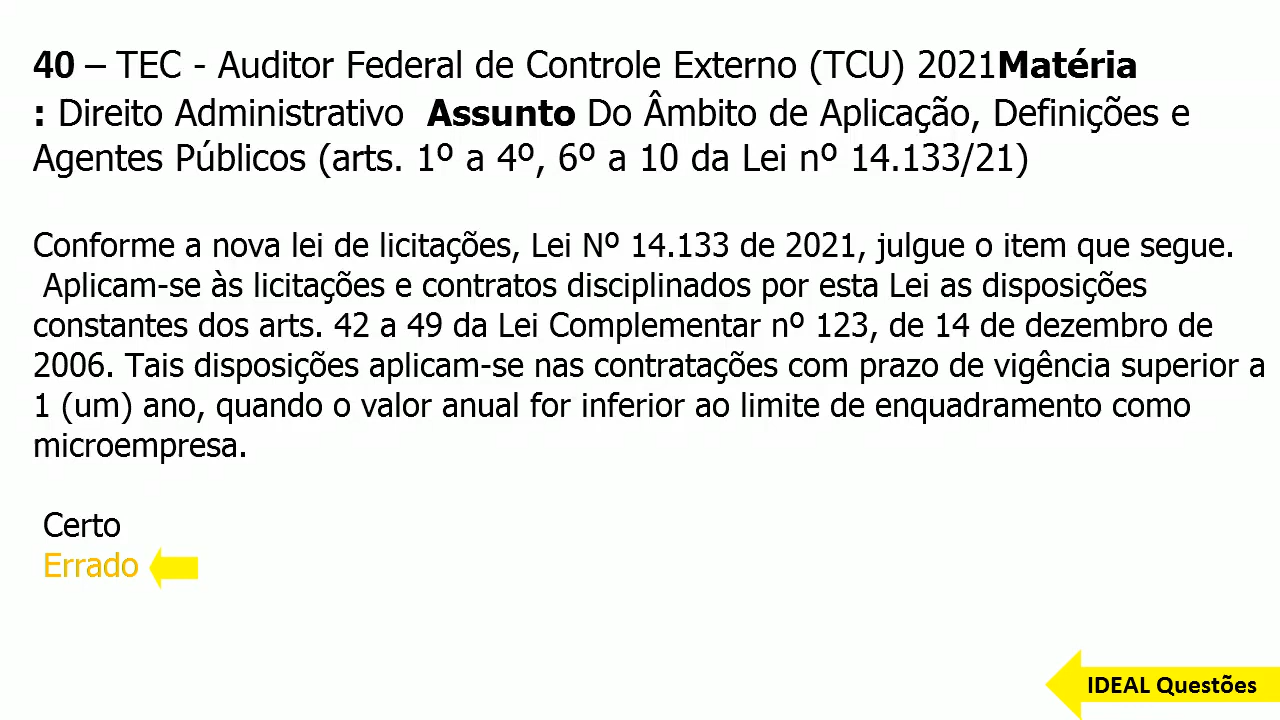 40 – TEC - Auditor Federal de Controle Externo (TCU) 2021Matéria
: Direito Administrativo  Assunto Do Âmbito de Aplicação, Definições e
Agentes Públicos (arts. 1º a 4º, 6º a 10 da Lei nº 14.133/21)
Conforme a nova lei de licitações, Lei Nº 14.133 de 2021, julgue o item que segue.
Aplicam-se às licitações e contratos disciplinados por esta Lei as disposições
constantes dos arts. 42 a 49 da Lei Complementar nº 123, de 14 de dezembro de
2006. Tais disposições aplicam-se nas contratações com prazo de vigência superior a
1 (um) ano, quando o valor anual for inferior ao limite de enquadramento como
microempresa.
Certo
Errado
IDEAL Questões